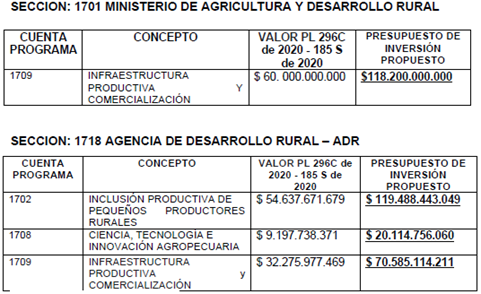 SECCION: 1701 MINISTERIO DE AGRICULTURA Y DESARROLLO RURAL
CUENTA PROGRAMA CONCEPTO VALOR PL 296C de 2020 - 185 S de 2020 PRESUPUESTO DE INVERSIÓN PROPUESTO
1709 INFRAESTRUCTURA PRODUCTIVA Y COMERCIALIZACIÓN $ 60. 000.000.000 $118.200.000.000
SECCION: 1718 AGENCIA DE DESARROLLO RURAL – ADR
CUENTA PROGRAMA CONCEPTO VALOR PL 296C de 2020 - 185 S de 2020 PRESUPUESTO DE INVERSIÓN PROPUESTO
1702 INCLUSIÓN PRODUCTIVA DE PEQUEÑOS PRODUCTORES RURALES $ 54.637.671.679 $ 119.488.443.049
1708 CIENCIA, TECNOLOGIA E INNOVACIÓN AGROPECUARIA $ 9.197.738.371 $ 20.114.756.060
1709 INFRAESTRUCTURA PRODUCTIVA y COMERCIALIZACIÓN $ 32.275.977.469 $ 70.585.114.211